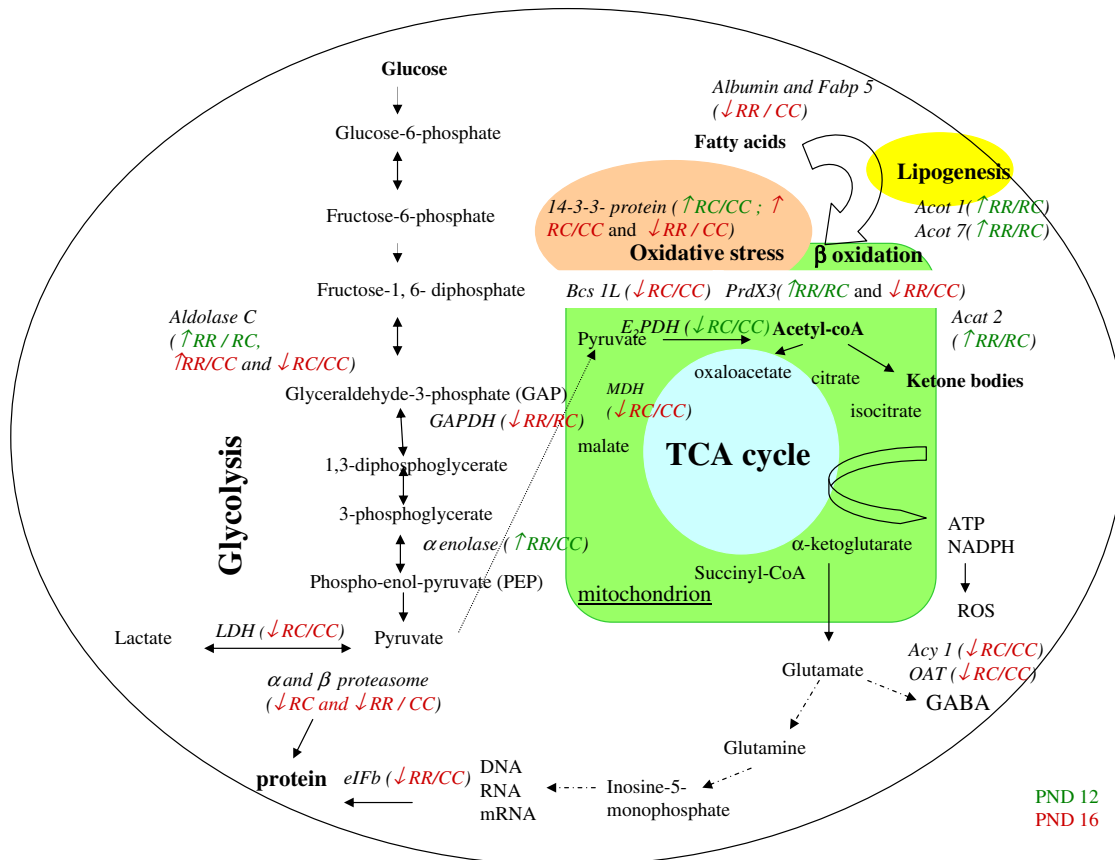 Glucose
Glucose-6-phosphate
Fructose-6-phosphate
Fructose-1, 6- diphosphate
Aldolase C
(↑RR / RC,
↑RR/CC and ↓RC/CC)
Glyceraldehyde-3-phosphate (GAP)
GAPDH (↓RR/RC)
1,3-diphosphoglycerate
3-phosphoglycerate
α enolase (↑RR/CC)
Phospho-enol-pyruvate (PEP)
Glycolysis
Lactate
LDH (↓RC/CC)
Pyruvate
α and β proteasome
(↓RC and ↓RR / CC)
protein
eIFb (↓RR/CC)
DNA
RNA
mRNA
Inosine-5-
monophosphate
Glutamine
Glutamate
Albumin and Fabp 5
(↓RR / CC)
Fatty acids
Lipogenesis
Acot 1(↑RR/RC)
Acot 7(↑RR/RC)
14-3-3- protein (↑RC/CC ; ↑
RC/CC and ↓RR / CC)
Oxidative stress
β oxidation
Bcs 1L (↓RC/CC) PrdX3(↑RR/RC and ↓RR/CC)
E₂PDH (↓RC/CC)
Pyruvate
Acetyl-coA
Acat 2
(↑RR/RC)
Ketone bodies
oxaloacetate
citrate
isocitrate
MDH
(↓RC/CC)
malate
TCA cycle
α-ketoglutarate
Succinyl-CoA
mitochondrion
ATP
NADPH
ROS
Acy 1 (↓RC/CC)
OAT (↓RC/CC)
GABA
PND 12
PND 16